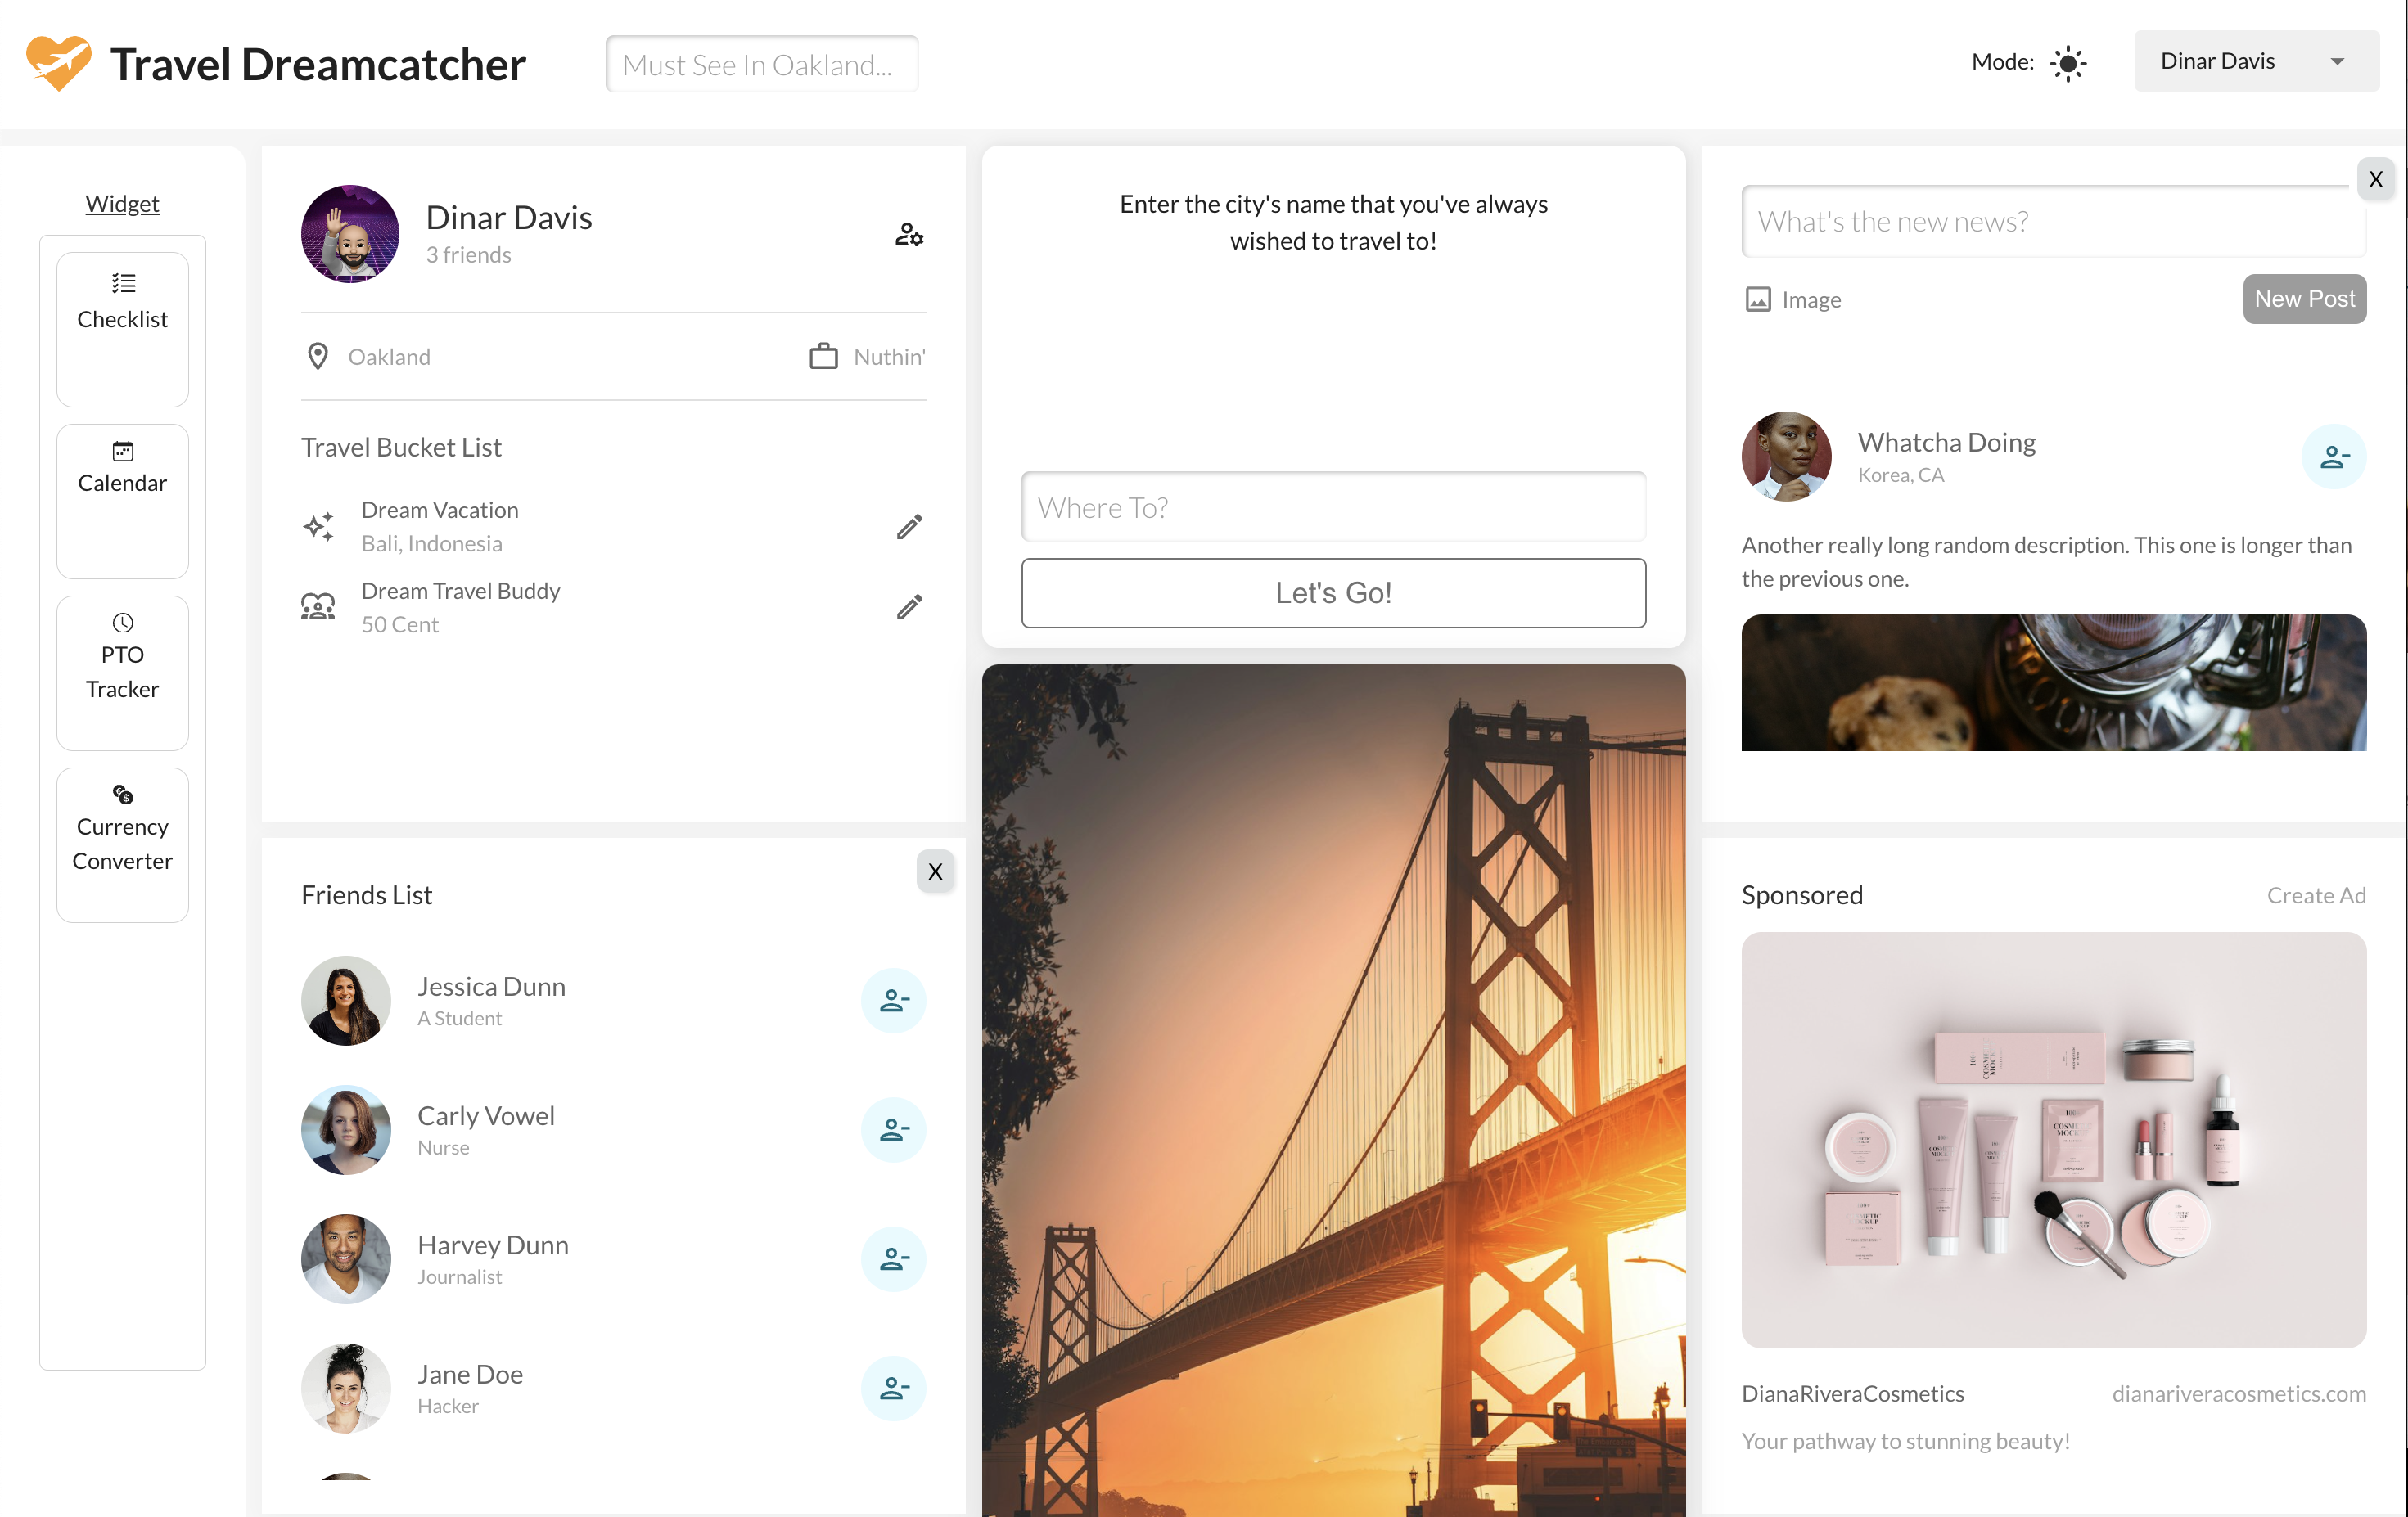 Travel Dreamcatcher
Must See In Oakland...
Mode:
Dinar Davis
Widget
Checklist
Calendar
PTO
Tracker
Currency
Converter
Dinar Davis
3 friends
Oakland
Nuthin'
Travel Bucket List
Dream Vacation
Bali, Indonesia
Dream Travel Buddy
50 Cent
Friends List
X
Jessica Dunn
A Student
Carly Vowel
Nurse
Harvey Dunn
Journalist
Jane Doe
Hacker
Enter the city's name that you've always
wished to travel to!
Where To?
Let's Go!
X
What's the new news?
Image
New Post
Whatcha Doing
Korea, CA
Another really long random description. This one is longer than
the previous one.
Sponsored
Create Ad
DianaRiveraCosmetics
dianariveracosmetics.com
Your pathway to stunning beauty!